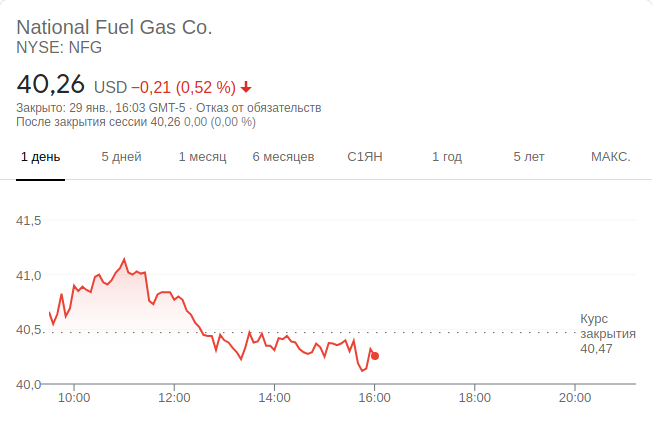 National Fuel Gas Co.
NYSE: NFG
40,26 USD −0,21 (0,52 %)
Закрыто: 29 янв., 16:03 GMT-5 · Отказ от обязательств
После закрытия сессии 40,26 0,00 (0,00 %)
1 день 5 дней 1 месяц 6 месяцев С1ЯН 1 год 5 лет МАКС.
41,5
41,0
40,5
40,0
Курс
закрытия
40,47
10:00 12:00 14:00 16:00 18:00 20:00